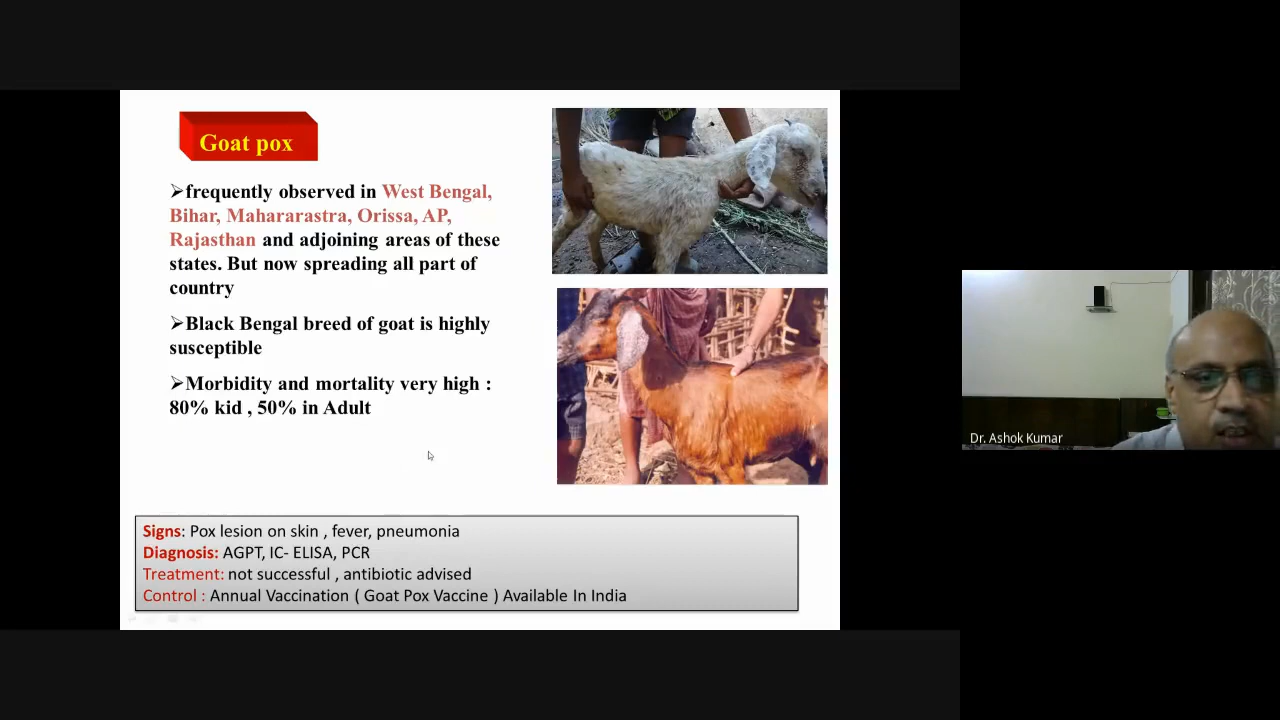 Goat pox
➢frequently observed in West Bengal,
Bihar, Mahararastra, Orissa, AP,
Rajasthan and adjoining areas of these
states. But now spreading all part of
country
➢Black Bengal breed of goat is highly
susceptible
➢Morbidity and mortality very high :
80% kid , 50% in Adult
Signs: Pox lesion on skin , fever, pneumonia
Diagnosis: AGPT, IC- ELISA, PCR
Treatment: not successful , antibiotic advised
Control : Annual Vaccination ( Goat Pox Vaccine ) Available In India
Dr. Ashok Kumar